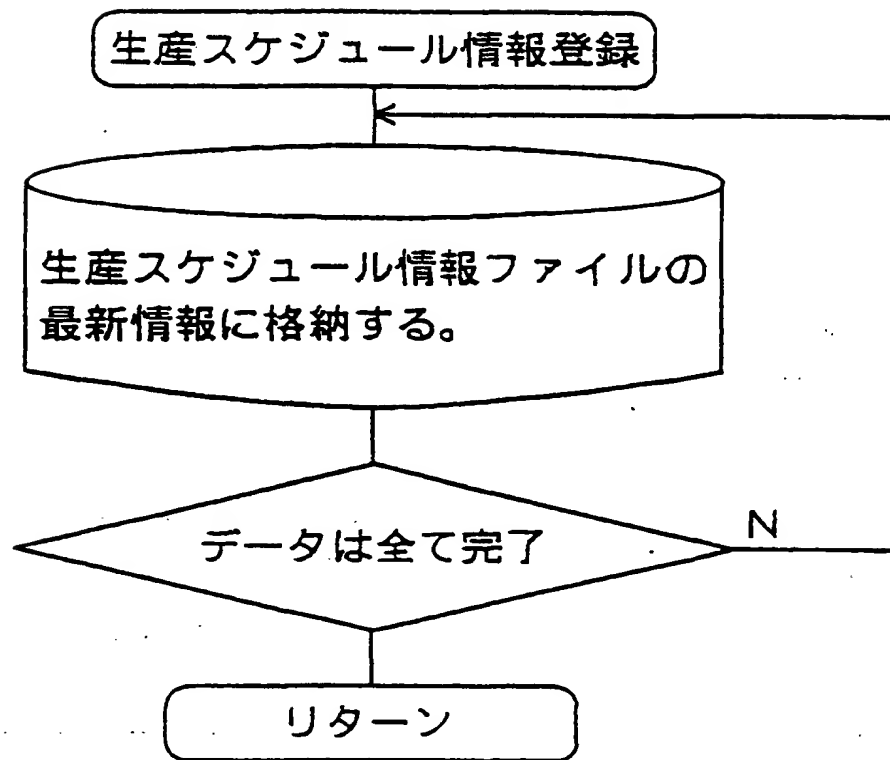 生産スケジュール情報登録
生産スケジュール情報ファイルの
最新情報に格納する。
データは全て完了
N
リターン